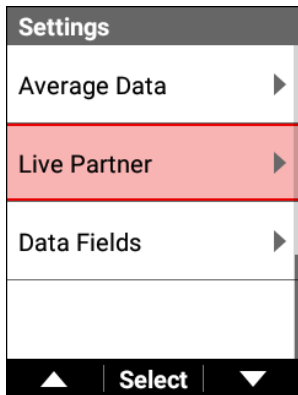 Settings
Average Data
Live Partner
Data Fields
Select